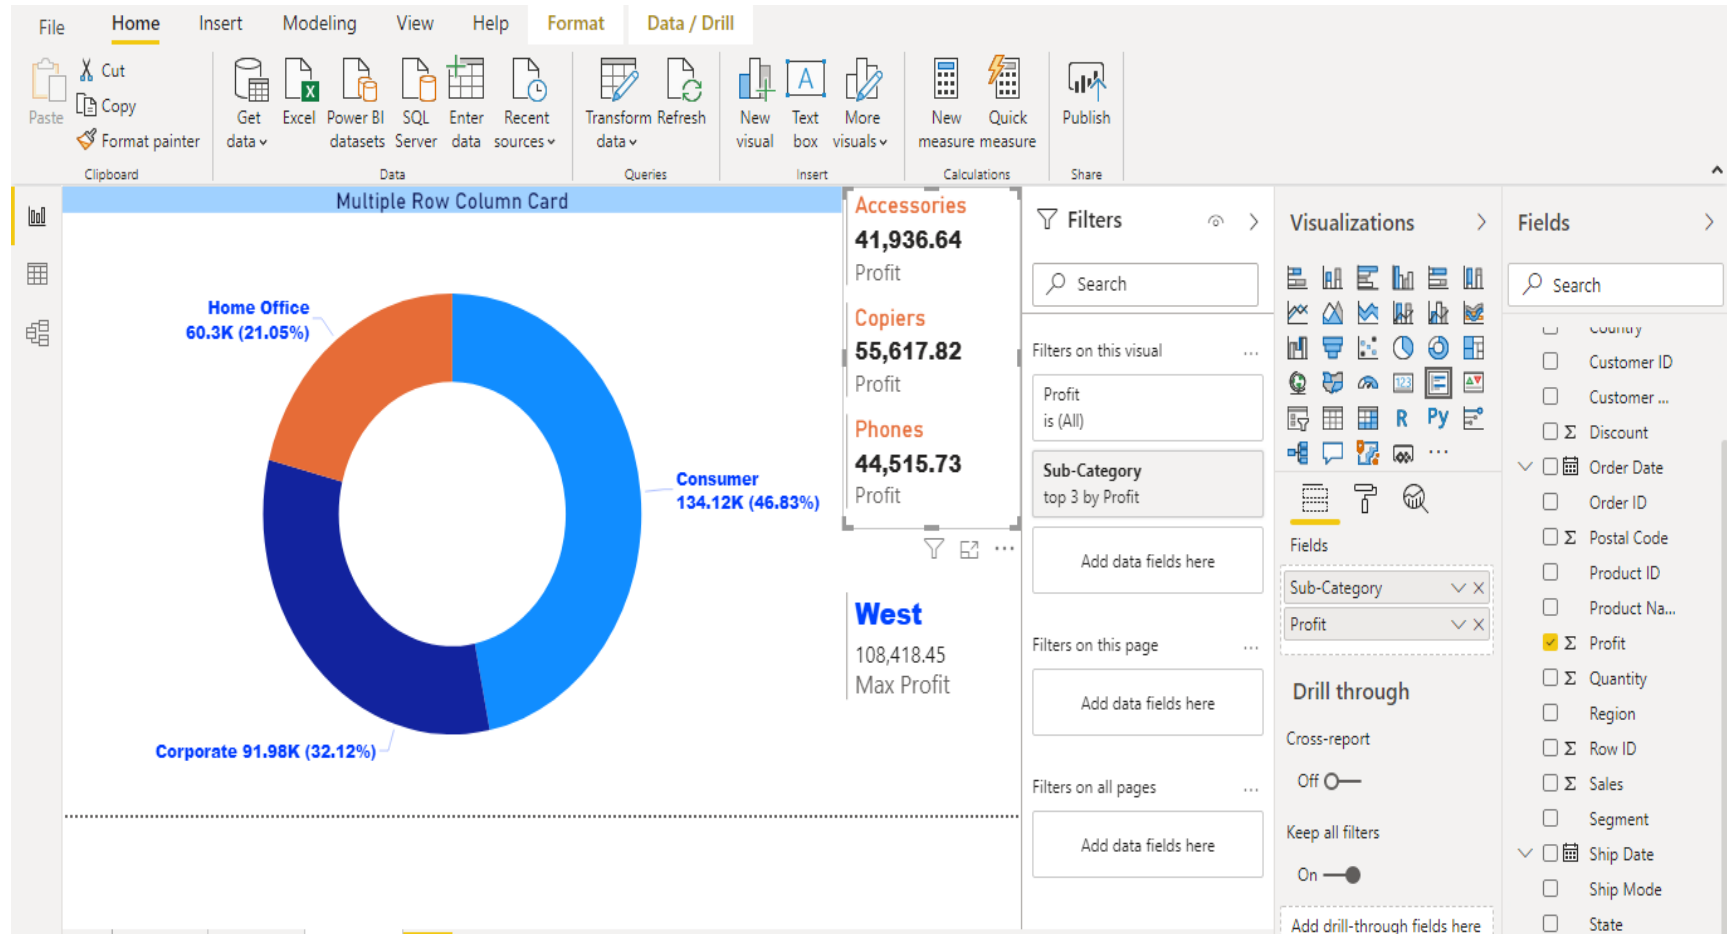 File
Home
Insert
Modeling
View
Help
Format
Data / Drill
Paste
Cut
Copy
Format painter
Clipboard
Get
data
Excel
Power BI
datasets
SQL
Server
Enter
data
Recent
sources
Data
Transform
data
Refresh
Queries
New
visual
Text
box
More
visuals
Insert
New
measure
Quick
measure
Calculations
Publish
Share
Multiple Row Column Card
Home Office
60.3K (21.05%)
Consumer
134.12K (46.83%)
Corporate 91.98K (32.12%)
Accessories
41,936.64
Profit
Copiers
55,617.82
Profit
Phones
44,515.73
Profit
West
108,418.45
Max Profit
Filters
Search
Filters on this visual
Profit
is (All)
Sub-Category
top 3 by Profit
Add data fields here
Filters on this page
Add data fields here
Filters on all pages
Add data fields here
Visualizations
123
R
Py
Fields
Sub-Category
Profit
Drill through
Cross-report
Off
Keep all filters
On
Add drill-through fields here
Fields
Search
Country
Customer ID
Customer ...
Σ Discount
Order Date
Order ID
Σ Postal Code
Product ID
Product Na...
Σ Profit
Σ Quantity
Region
Σ Row ID
Σ Sales
Segment
Ship Date
Ship Mode
State